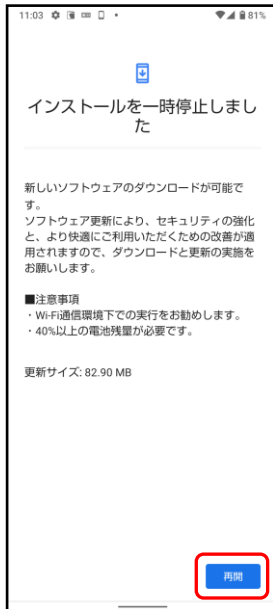 11:03 81%
インストールを一時停止しまし
た
新しいソフトウェアのダウンロードが可能で
す。
ソフトウェア更新により、セキュリティの強化
と、より快適にご利用いただくための改善が適
用されますので、ダウンロードと更新の実施を
お願いします。
■注意事項
・Wi-Fi通信環境下での実行をお勧めします。
・40%以上の電池残量が必要です。
更新サイズ: 82.90 MB
再開